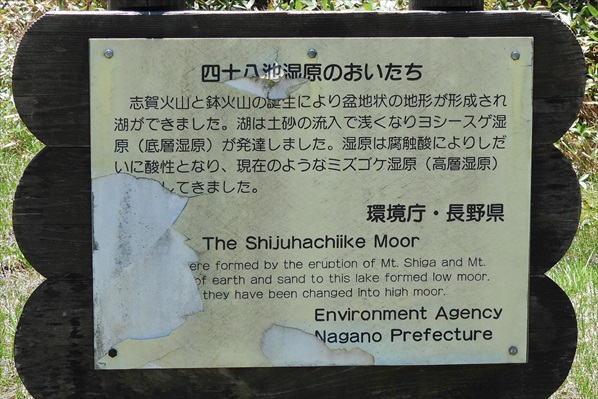 四十八池湿原のおいたち
志賀火山と鉢火山の誕生により盆地状の地形が形成され
湖ができました。湖は土砂の流入で浅くなりヨシースゲ湿
原（底層湿原）が発達しました。湿原は腐触酸によりしだ
いに酸性となり、現在のようなミズゴケ湿原（高層湿原）
してきました。
環境庁・長野県
The Shijuhachiike Moor
ere formed by the eruption of Mt. Shiga and Mt.
of earth and sand to this lake formed low moor.
they have been changed into high moor.
Environment Agency
Nagano Prefecture